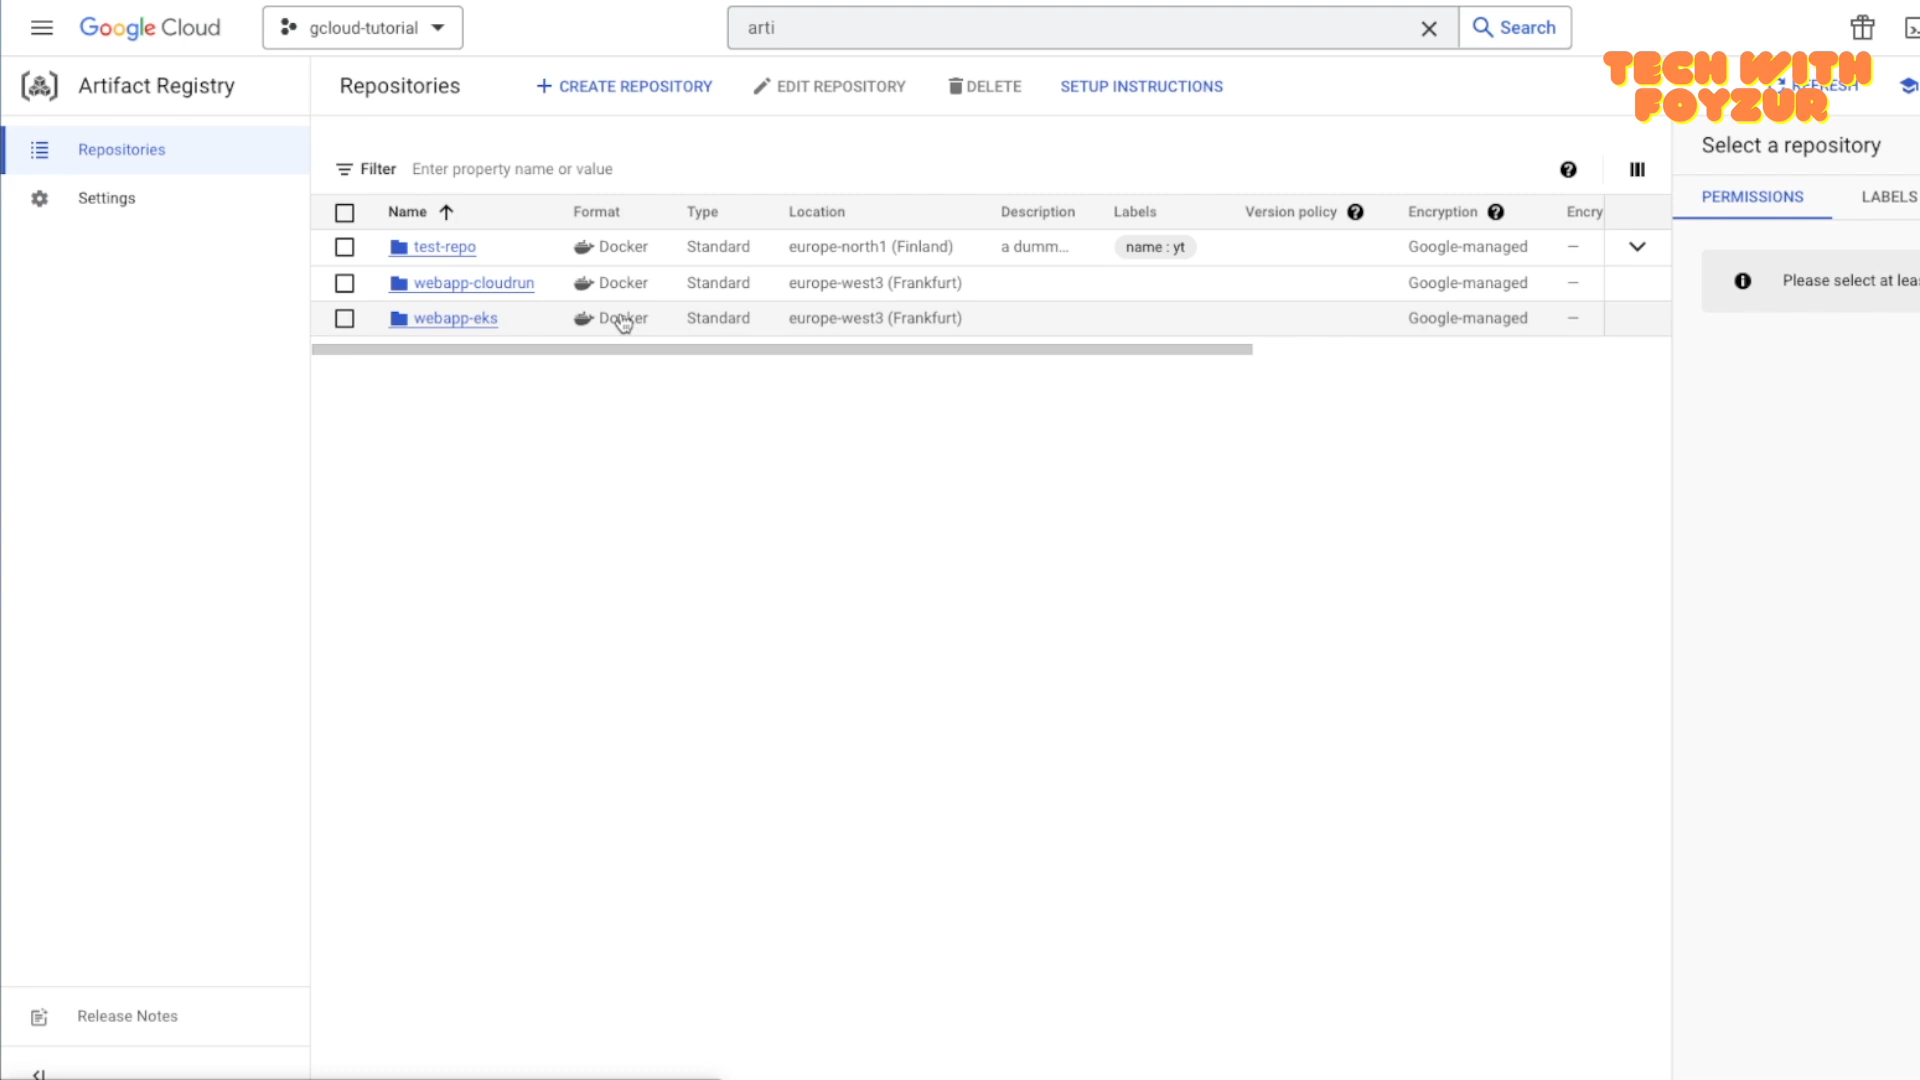 Google Cloud
gcloud-tutorial
arti
Search
TECH WITH
FOYZUR
Artifact Registry
Repositories
CREATE REPOSITORY
EDIT REPOSITORY
DELETE
SETUP INSTRUCTIONS
Repositories
Settings
Filter Enter property name or value
Select a repository
PERMISSIONS LABELS
Name Format Type Location Description Labels Version policy Encryption Encry
test-repo Docker Standard europe-north1 (Finland) a dumm... name : yt Google-managed —
webapp-cloudrun Docker Standard europe-west3 (Frankfurt) Google-managed —
webapp-eks Docker Standard europe-west3 (Frankfurt) Google-managed —
Please select at leas
Release Notes